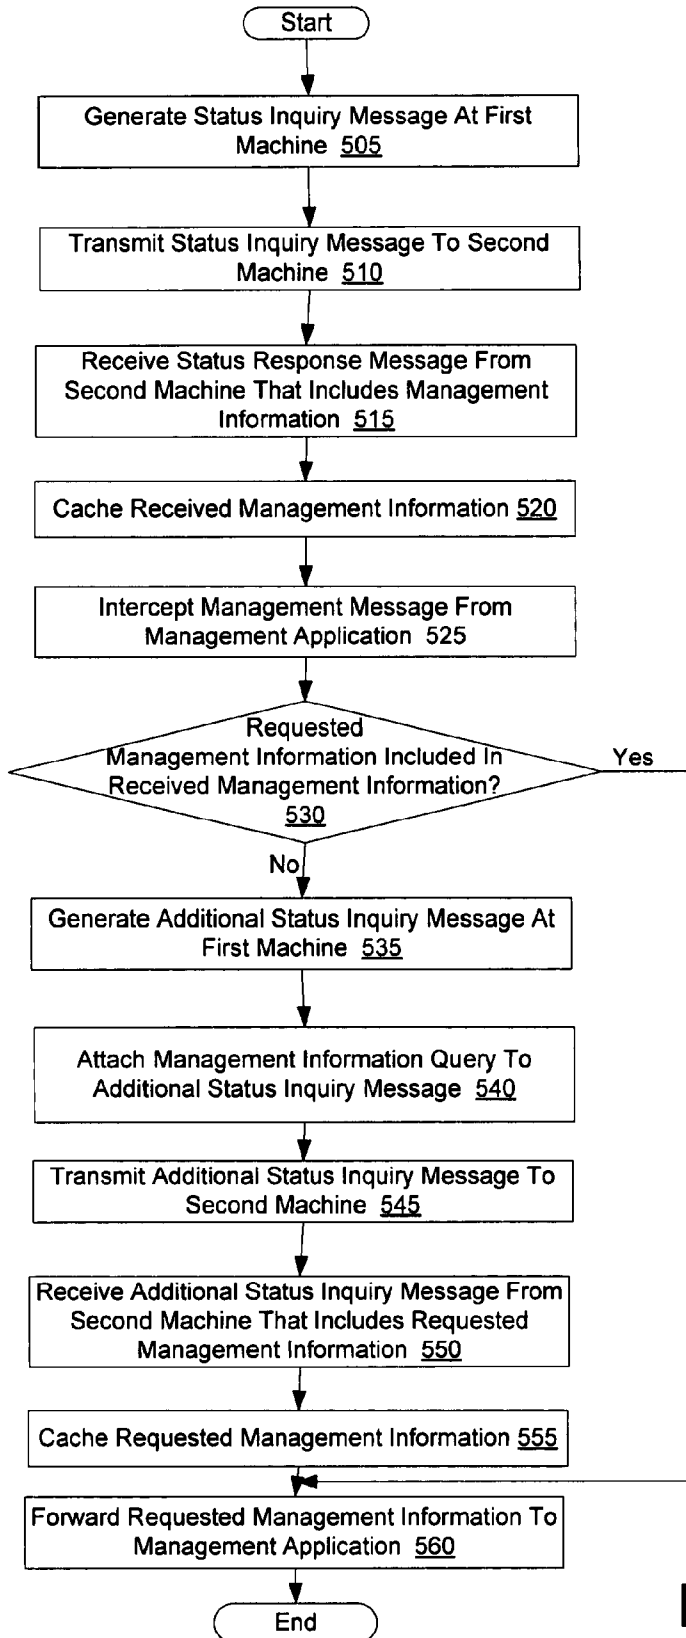 Start
Generate Status Inquiry Message At First
Machine 505
Transmit Status Inquiry Message To Second
Machine 510
Receive Status Response Message From
Second Machine That Includes Management
Information 515
Cache Received Management Information 520
Intercept Management Message From
Management Application 525
Requested
Management Information Included In
Received Management Information?
530
Yes
No
Generate Additional Status Inquiry Message At
First Machine 535
Attach Management Information Query To
Additional Status Inquiry Message 540
Transmit Additional Status Inquiry Message To
Second Machine 545
Receive Additional Status Inquiry Message From
Second Machine That Includes Requested
Management Information 550
Cache Requested Management Information 555
Forward Requested Management Information To
Management Application 560
End